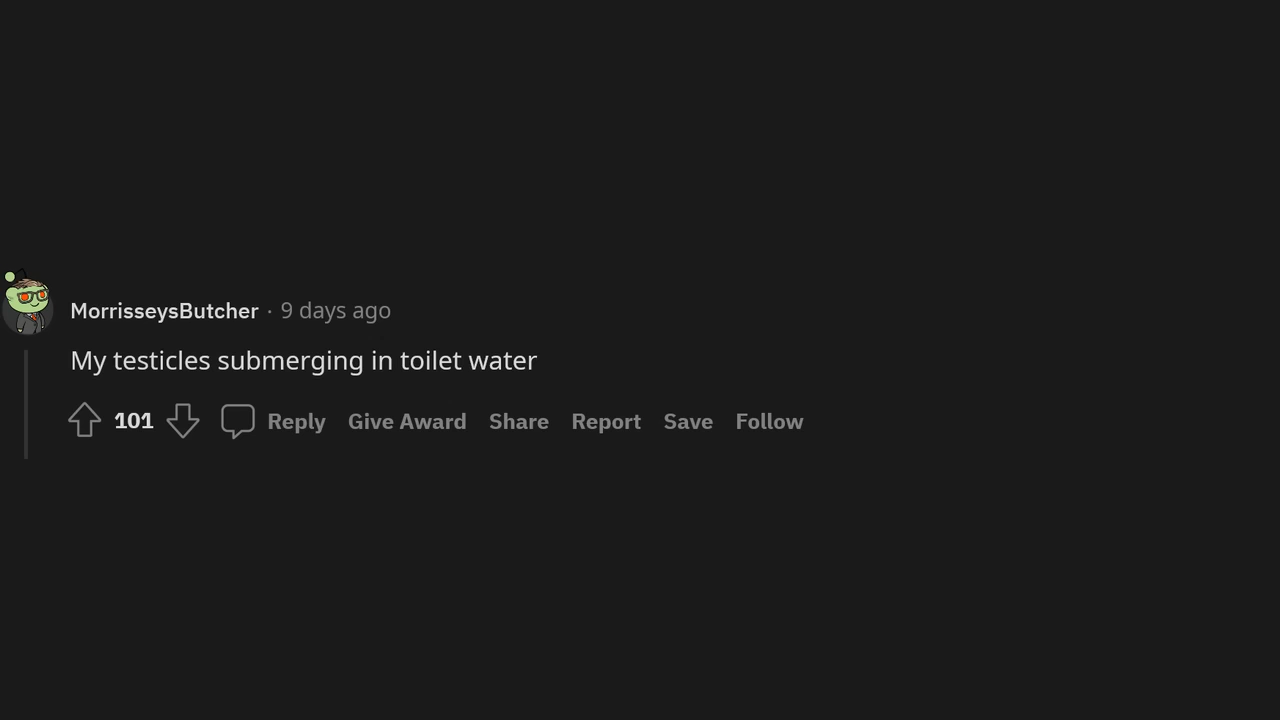 MorrisseysButcher · 9 days ago
My testicles submerging in toilet water
101 Reply Give Award Share Report Save Follow